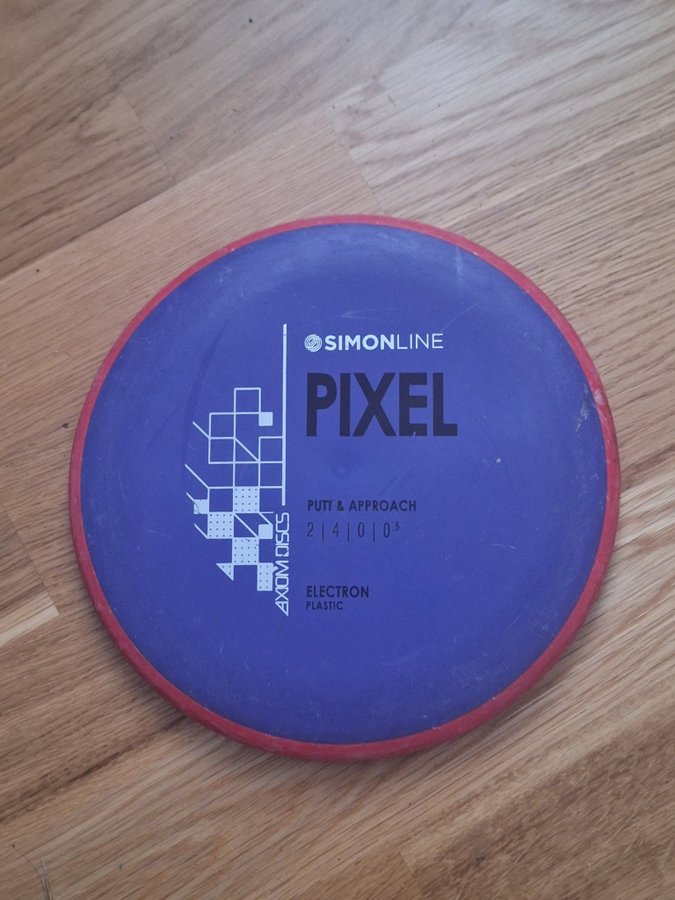 SIMONLINE
PIXEL
PUTT & APPROACH
2 | 4 | 0 | 0.5
ELECTRON
PLASTIC
AXIOM DISCS